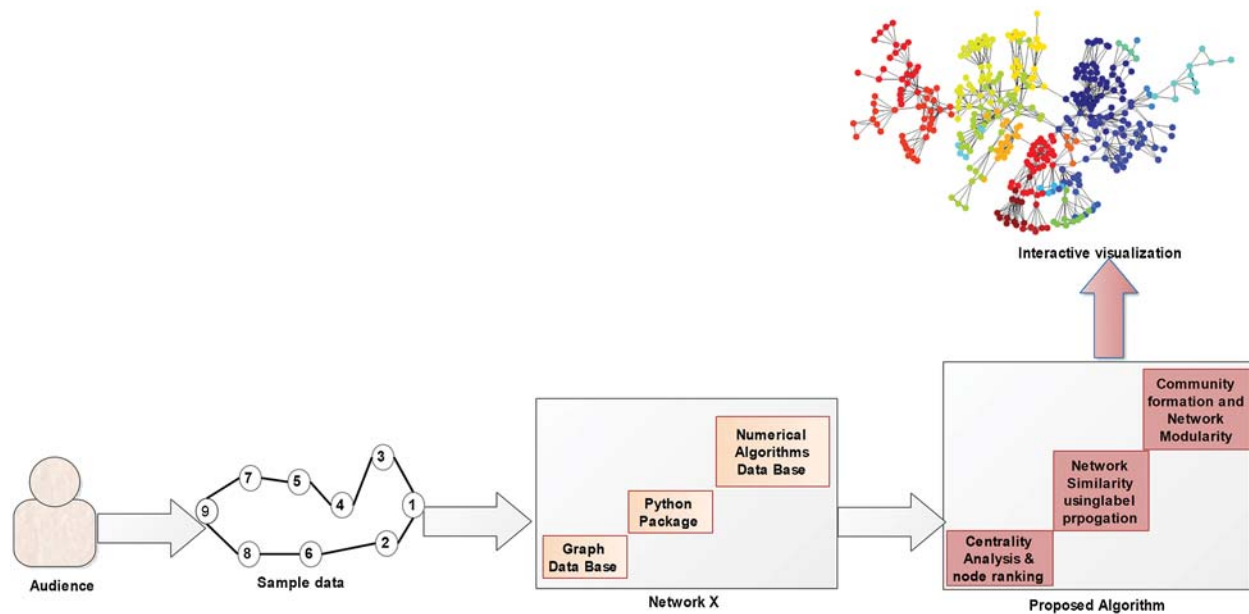 Interactive visualization
Audience
9
7
5
4
3
1
2
6
8
Sample data
Graph
Data Base
Python
Package
Numerical
Algorithms
Data Base
Network X
Centrality
Analysis &
node ranking
Network
Similarity
usinglabel
prpogation
Community
formation and
Network
Modularity
Proposed Algorithm